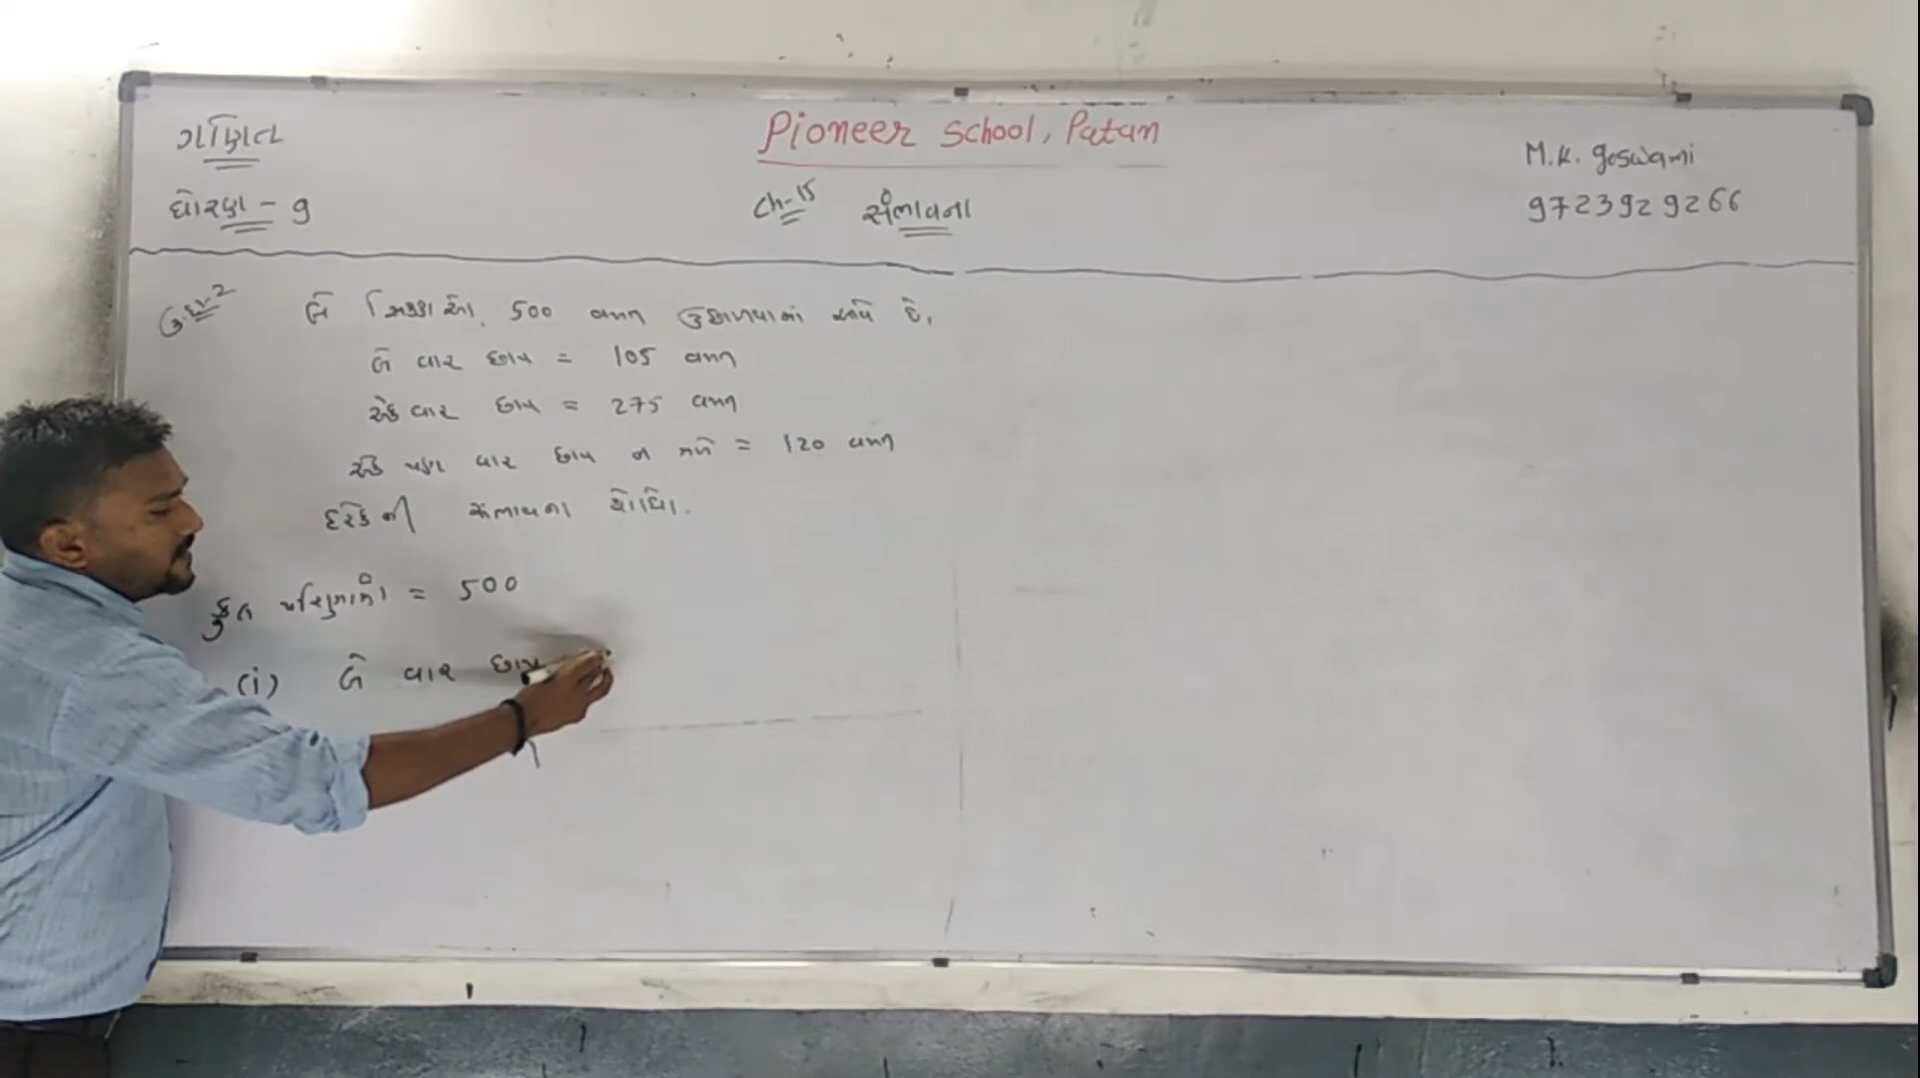 ગણિત
ધોરણ - 9
Pioneer School, Patan
Ch-15 સંભાવના
M.K. Goswami
9723929266
ઉ.દા-2 બે સિક્કાઓ 500 વખત ઉછાળવામાં આવે છે.
બે વાર છાપ = 105 વખત
એક વાર છાપ = 275 વખત
એક પણ વાર છાપ ન મળે = 120 વખત
દરેકની સંભાવના શોધો.
કુલ પરિણામો = 500
(i) બે વાર છાપ